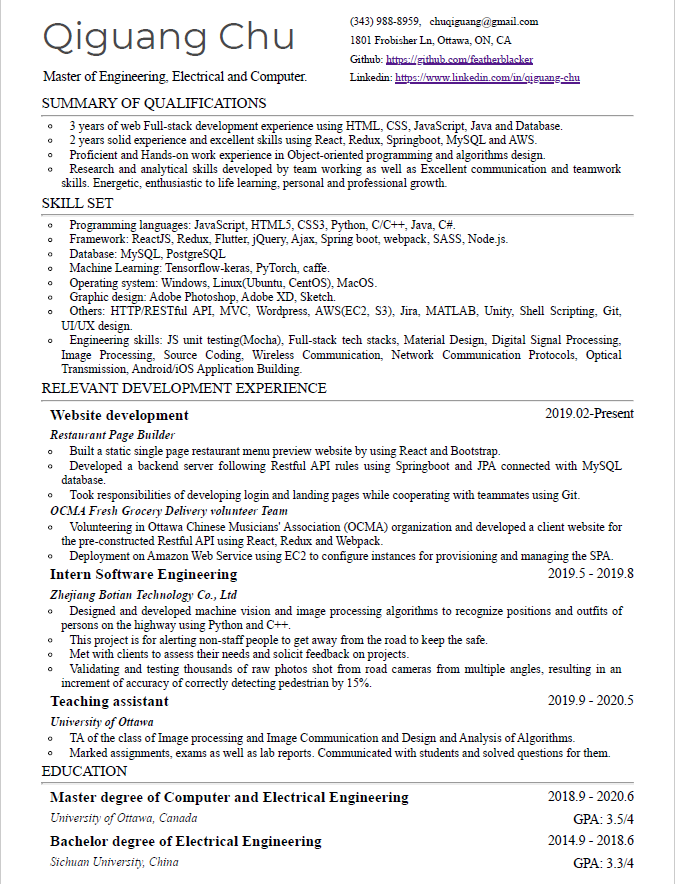 Qiguang Chu
(343) 988-8959, chuqiguang@gmail.com
1801 Frobisher Ln, Ottawa, ON, CA
Github: https://github.com/featherblacker
Master of Engineering, Electrical and Computer.
Linkedin: https://www.linkedin.com/in/qiguang-chu
SUMMARY OF QUALIFICATIONS
3 years of web Full-stack development experience using HTML, CSS, JavaScript, Java and Database.
2 years solid experience and excellent skills using React, Redux, Springboot, MySQL and AWS.
Proficient and Hands-on work experience in Object-oriented programming and algorithms design.
Research and analytical skills developed by team working as well as Excellent communication and teamwork
skills. Energetic, enthusiastic to life learning, personal and professional growth.
SKILL SET
Programming languages: JavaScript, HTML5, CSS3, Python, C/C++, Java, C#.
Framework: ReactJS, Redux, Flutter, jQuery, Ajax, Spring boot, webpack, SASS, Node.js.
Database: MySQL, PostgreSQL
Machine Learning: Tensorflow-keras, PyTorch, caffe.
Operating system: Windows, Linux(Ubuntu, CentOS), MacOS.
Graphic design: Adobe Photoshop, Adobe XD, Sketch.
Others: HTTP/RESTful API, MVC, Wordpress, AWS(EC2, S3), Jira, MATLAB, Unity, Shell Scripting, Git,
UI/UX design.
Engineering skills: JS unit testing(Mocha), Full-stack tech stacks, Material Design, Digital Signal Processing,
Image Processing, Source Coding, Wireless Communication, Network Communication Protocols, Optical
Transmission, Android/iOS Application Building.
RELEVANT DEVELOPMENT EXPERIENCE
Website development 2019.02-Present
Restaurant Page Builder
Built a static single page restaurant menu preview website by using React and Bootstrap.
Developed a backend server following Restful API rules using Springboot and JPA connected with MySQL
database.
Took responsibilities of developing login and landing pages while cooperating with teammates using Git.
OCMA Fresh Grocery Delivery volunteer Team
Volunteering in Ottawa Chinese Musicians' Association (OCMA) organization and developed a client website for
the pre-constructed Restful API using React, Redux and Webpack.
Deployment on Amazon Web Service using EC2 to configure instances for provisioning and managing the SPA.
Intern Software Engineering 2019.5 - 2019.8
Zhejiang Botian Technology Co., Ltd
Designed and developed machine vision and image processing algorithms to recognize positions and outfits of
persons on the highway using Python and C++.
This project is for alerting non-staff people to get away from the road to keep the safe.
Met with clients to assess their needs and solicit feedback on projects.
Validating and testing thousands of raw photos shot from road cameras from multiple angles, resulting in an
increment of accuracy of correctly detecting pedestrian by 15%.
Teaching assistant 2019.9 - 2020.5
University of Ottawa
TA of the class of Image processing and Image Communication and Design and Analysis of Algorithms.
Marked assignments, exams as well as lab reports. Communicated with students and solved questions for them.
EDUCATION
Master degree of Computer and Electrical Engineering 2018.9 - 2020.6
University of Ottawa, Canada GPA: 3.5/4
Bachelor degree of Electrical Engineering 2014.9 - 2018.6
Sichuan University, China GPA: 3.3/4